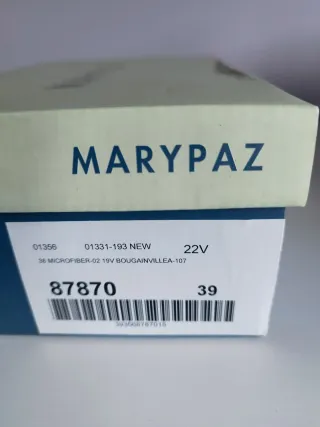 MARYPAZ
01356 01331-193 NEW 22V
36 MICROFIBER-02 19V BOUGAINVILLEA-107
87870 39